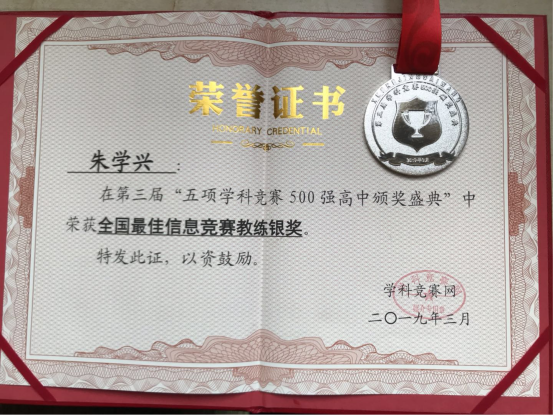 荣誉证书
HONORARY CREDENTIAL
朱学兴：
在第三届“五项学科竞赛500强高中颁奖盛典”中
荣获全国最佳信息竞赛教练银奖。
特发此证，以资鼓励。
学科竞赛网
二〇一九年三月